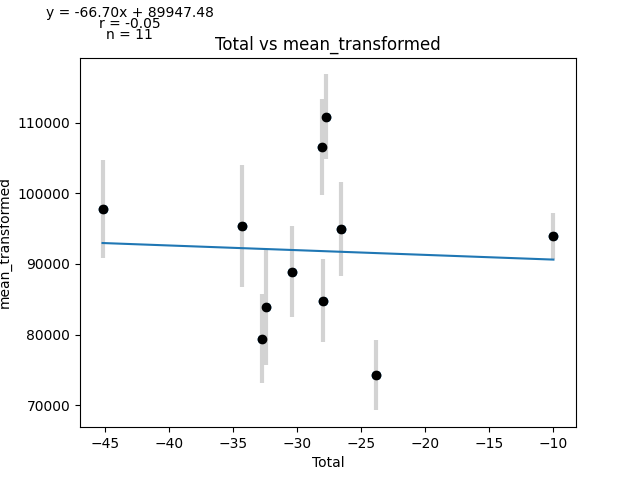 y = -66.70x + 89947.48
r = -0.05
n = 11
Total vs mean_transformed
mean_transformed
110000
100000
90000
80000
70000
−45 −40 −35 −30 −25 −20 −15 −10
Total